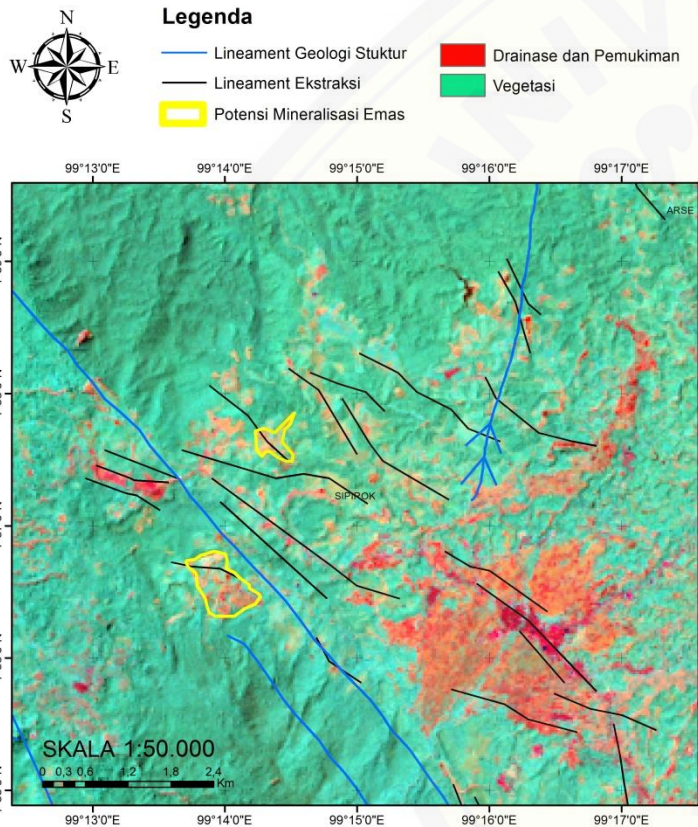 N
W E
S
Legenda
Lineament Geologi Stuktur
Lineament Ekstraksi
Potensi Mineralisasi Emas
Drainase dan Pemukiman
Vegetasi
99°13'0"E 99°14'0"E 99°15'0"E 99°16'0"E 99°17'0"E
ARSE
SIPIROK
SKALA 1:50.000
0 0,3 0,6 1,2 1,8 2,4
Km
99°13'0"E 99°14'0"E 99°15'0"E 99°16'0"E 99°17'0"E